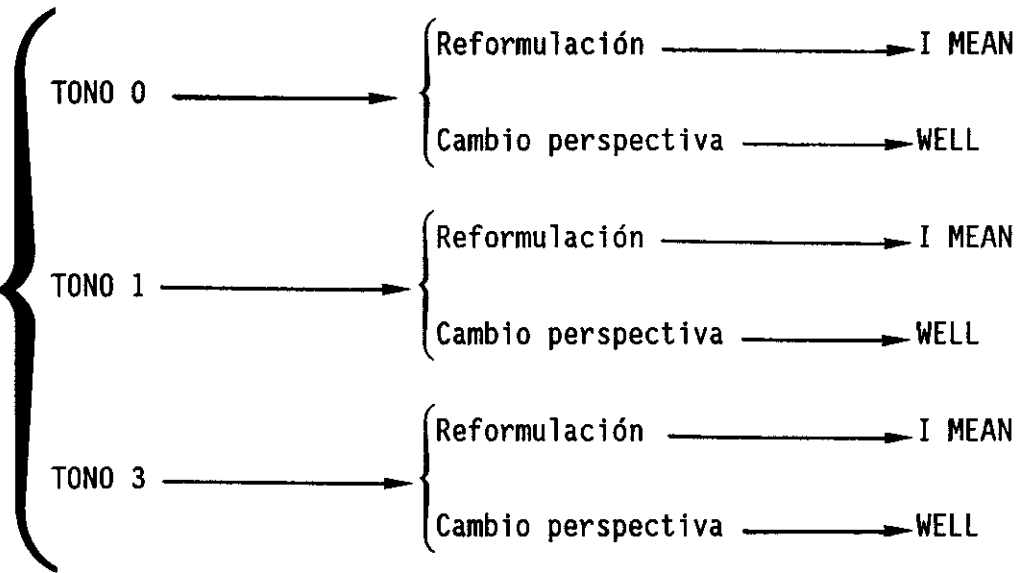 Reformulación I MEAN
TONO 0
Cambio perspectiva WELL
Reformulación I MEAN
TONO 1
Cambio perspectiva WELL
Reformulación I MEAN
TONO 3
Cambio perspectiva WELL